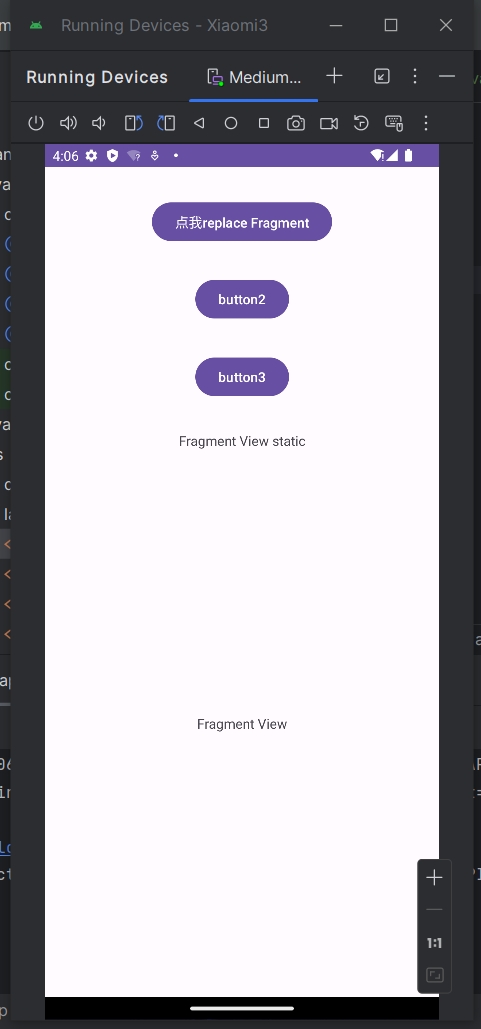 Running Devices - Xiaomi3
Running Devices
Medium...
4:06
点我replace Fragment
button2
button3
Fragment View static
Fragment View
1:1